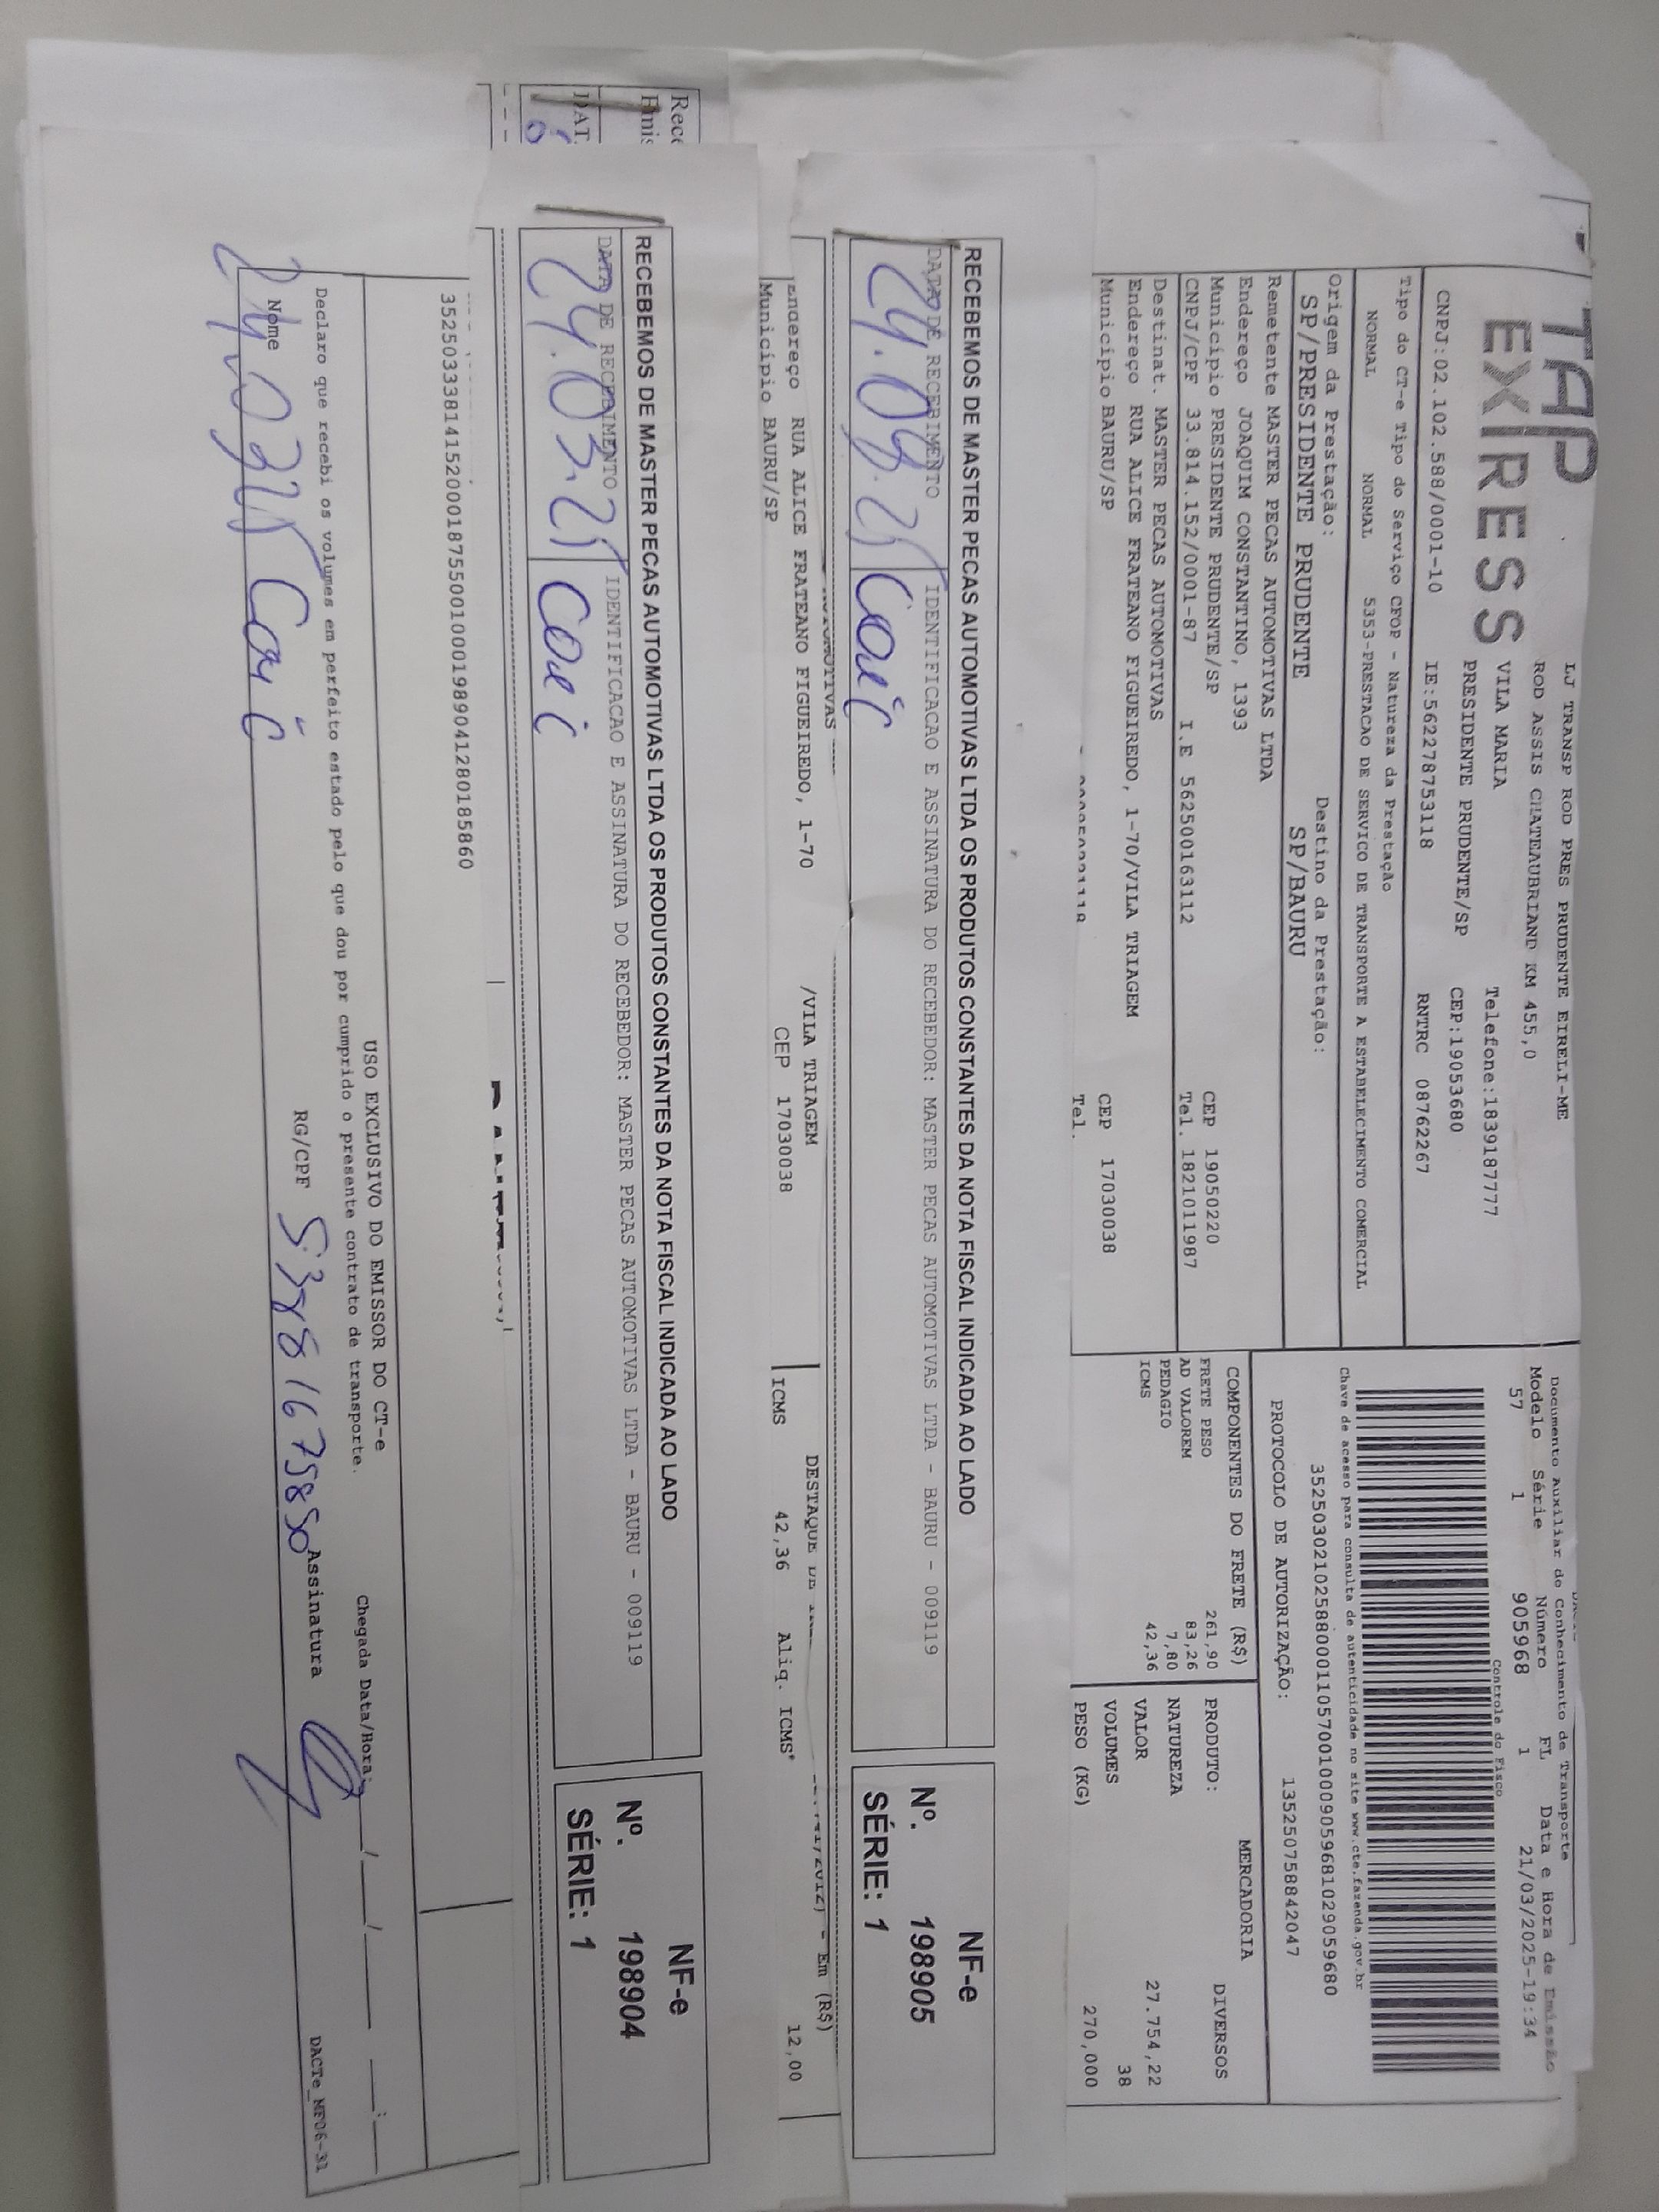 TAP
EXPRESS
LJ TRANSP ROD PRES PRUDENTE EIRELI-ME
ROD ASSIS CHATEAUBRIAND KM 455,0
VILA MARIA Telefone:1839187777
PRESIDENTE PRUDENTE/SP CEP:19053680
CNPJ:02.102.588/0001-10 IE:562278753118 RNTRC 08762267
Documento Auxiliar do Conhecimento de Transporte
Modelo Série Número FL Data e Hora de Emissão
57 1 905968 1 21/03/2025-19:34
Controle do Fisco
Chave de acesso para consulta de autenticidade no site www.cte.fazenda.gov.br
35250302102588000110570010009059681029059680
PROTOCOLO DE AUTORIZAÇÃO: 135250758842047
Tipo do CT-e Tipo do Serviço CFOP - Natureza da Prestação
NORMAL NORMAL 5353-PRESTACAO DE SERVICO DE TRANSPORTE A ESTABELECIMENTO COMERCIAL
Origem da Prestação: Destino da Prestação:
SP/PRESIDENTE PRUDENTE SP/BAURU
Remetente MASTER PECAS AUTOMOTIVAS LTDA
Endereço JOAQUIM CONSTANTINO, 1393
Município PRESIDENTE PRUDENTE/SP CEP 19050220
CNPJ/CPF 33.814.152/0001-87 I.E 562500163112 Tel. 1821011987
Destinat. MASTER PECAS AUTOMOTIVAS
Endereço RUA ALICE FRATEANO FIGUEIREDO, 1-70/VILA TRIAGEM
Municipio BAURU/SP CEP 17030038
Tel.
COMPONENTES DO FRETE (R$)
FRETE PESO 261,90
AD VALOREM 83,26
PEDAGIO 7,80
ICMS 42,36
MERCADORIA
PRODUTO: DIVERSOS
NATUREZA
VALOR 27.754,22
VOLUMES 38
PESO (KG) 270,000
RECEBEMOS DE MASTER PECAS AUTOMOTIVAS LTDA OS PRODUTOS CONSTANTES DA NOTA FISCAL INDICADA AO LADO
DATA DE RECEBIMENTO IDENTIFICACAO E ASSINATURA DO RECEBEDOR: MASTER PECAS AUTOMOTIVAS LTDA - BAURU - 009119
NF-e
Nº. 198905
SÉRIE: 1
AUTOMOTIVAS
Endereço RUA ALICE FRATEANO FIGUEIREDO, 1-70 /VILA TRIAGEM
Municipio BAURU/SP CEP 17030038
DESTAQUE DE Em (R$)
ICMS 42,36 Aliq. ICMS 12,00
Rece
Emis
DAT
RECEBEMOS DE MASTER PECAS AUTOMOTIVAS LTDA OS PRODUTOS CONSTANTES DA NOTA FISCAL INDICADA AO LADO
DATA DE RECEBIMENTO IDENTIFICACAO E ASSINATURA DO RECEBEDOR: MASTER PECAS AUTOMOTIVAS LTDA - BAURU - 009119
24.03.25
NF-e
Nº. 198904
SÉRIE: 1
35250333814152000187550010001989041280185860
USO EXCLUSIVO DO EMISSOR DO CT-e
Declaro que recebi os volumes em perfeito estado pelo que dou por cumprido o presente contrato de transporte. Chegada Data/Hora: __/__/____ __:__
Nome RG/CPF Assinatura
DACTe_MF06-31